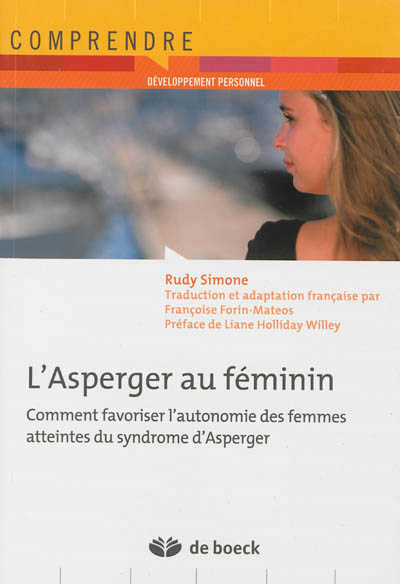 COMPRENDRE
DÉVELOPPEMENT PERSONNEL
Rudy Simone
Traduction et adaptation française par
Françoise Forin-Mateos
Préface de Liane Holliday Willey
L'Asperger au féminin
Comment favoriser l'autonomie des femmes
atteintes du syndrome d'Asperger
de boeck